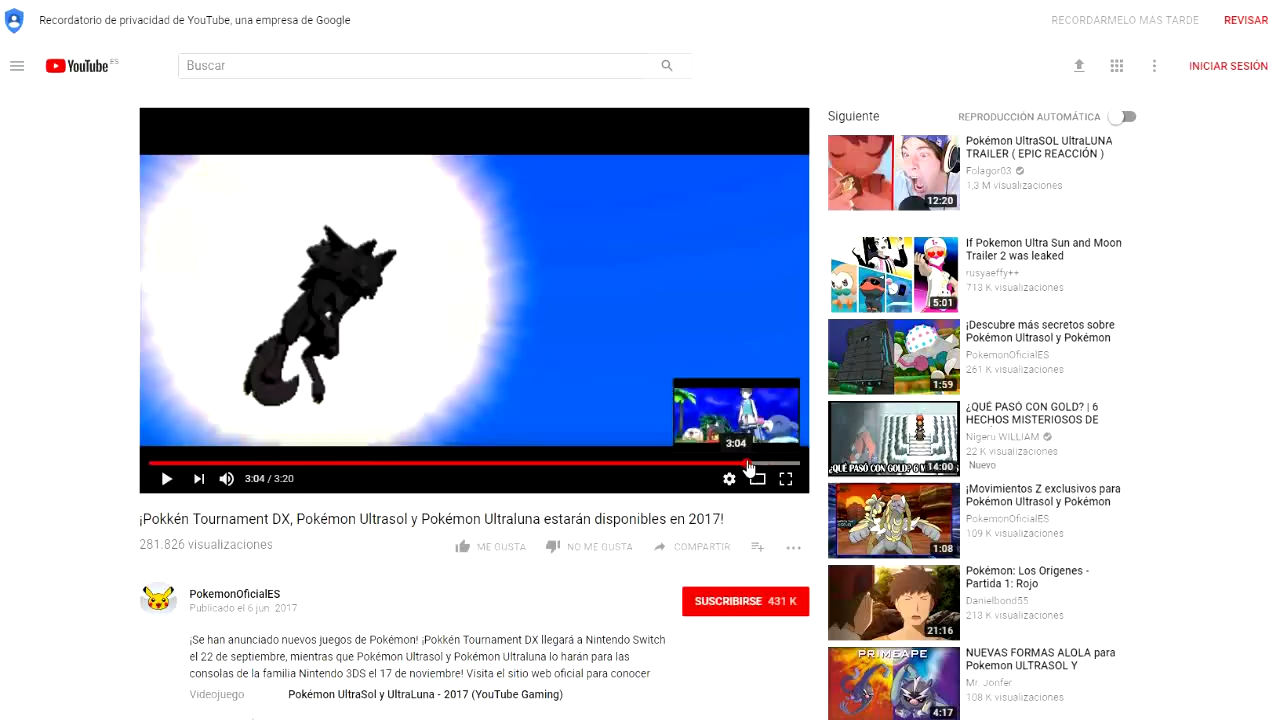 Recordatorio de privacidad de YouTube, una empresa de Google
RECORDARMELO MÁS TARDE
REVISAR
YouTube ES
Buscar
INICIAR SESIÓN
3:04
3:04 / 3:20
¡Pokkén Tournament DX, Pokémon Ultrasol y Pokémon Ultraluna estarán disponibles en 2017!
281.826 visualizaciones
ME GUSTA
NO ME GUSTA
COMPARTIR
PokemonOficialES
Publicado el 6 jun. 2017
SUSCRIBIRSE 431 K
¡Se han anunciado nuevos juegos de Pokémon! ¡Pokkén Tournament DX llegará a Nintendo Switch
el 22 de septiembre, mientras que Pokémon Ultrasol y Pokémon Ultraluna lo harán para las
consolas de la familia Nintendo 3DS el 17 de noviembre! Visita el sitio web oficial para conocer
Videojuego
Pokémon UltraSol y UltraLuna - 2017 (YouTube Gaming)
Siguiente
REPRODUCCIÓN AUTOMÁTICA
12:20
Pokémon UltraSOL UltraLUNA
TRAILER ( EPIC REACCIÓN )
Folagor03
1,3 M visualizaciones
5:01
If Pokemon Ultra Sun and Moon
Trailer 2 was leaked
rusyaeffy++
713 K visualizaciones
1:59
¡Descubre más secretos sobre
Pokémon Ultrasol y Pokémon
PokemonOficialES
261 K visualizaciones
¿QUÉ PASÓ CON GOLD? 6
14:00
¿QUÉ PASÓ CON GOLD? | 6
HECHOS MISTERIOSOS DE
Nigeru WILLIAM
22 K visualizaciones
Nuevo
1:08
¡Movimientos Z exclusivos para
Pokémon Ultrasol y Pokémon
PokemonOficialES
109 K visualizaciones
21:16
Pokémon: Los Orígenes -
Partida 1: Rojo
Danielbond55
213 K visualizaciones
PRIMEAPE
4:17
NUEVAS FORMAS ALOLA para
Pokemon ULTRASOL Y
Mr. Jonfer
108 K visualizaciones